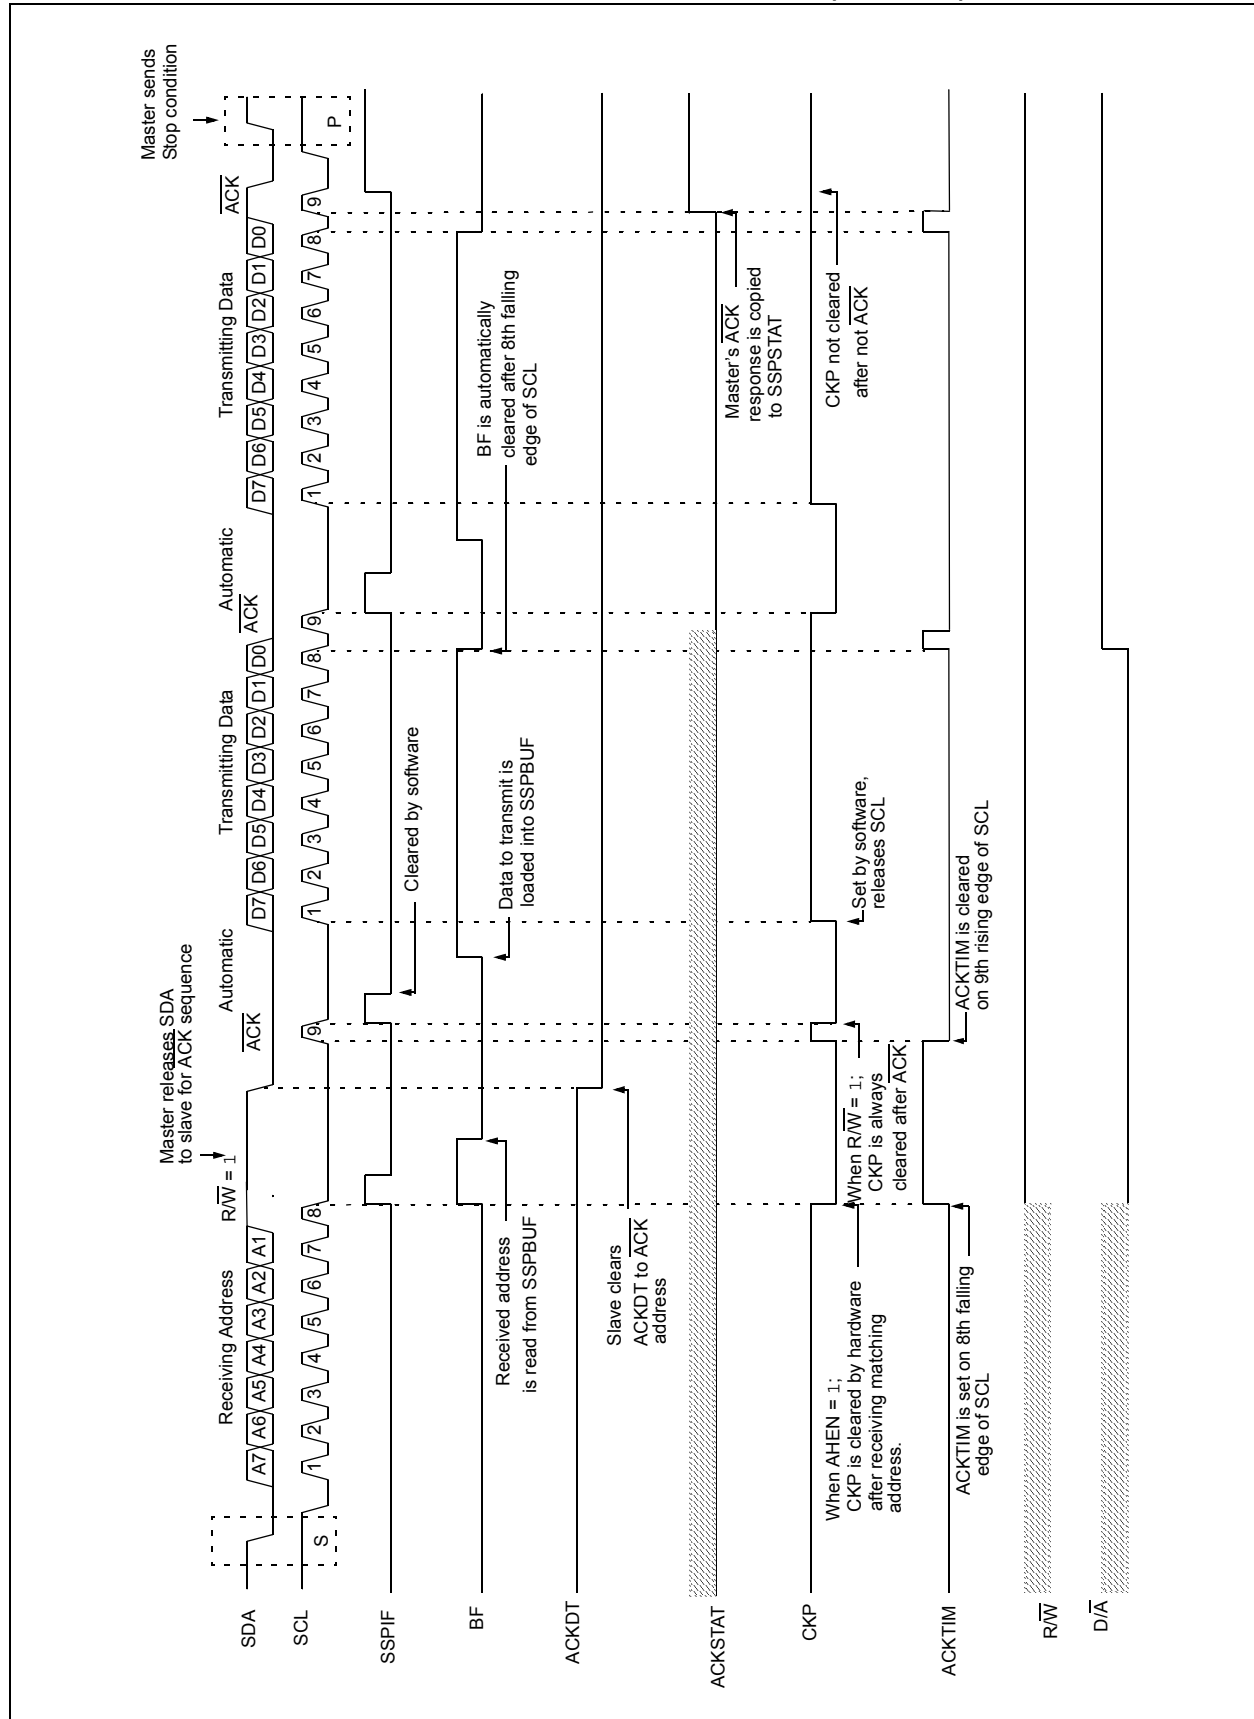 Master sends
Stop condition
Master releases SDA
to slave for ACK sequence
Receiving Address
R/W = 1
ACK
Automatic
Transmitting Data
ACK
Automatic
Transmitting Data
ACK
SDA
A7 A6 A5 A4 A3 A2 A1
D7 D6 D5 D4 D3 D2 D1 D0
D7 D6 D5 D4 D3 D2 D1 D0
SCL
S
1 2 3 4 5 6 7 8 9
1 2 3 4 5 6 7 8 9
1 2 3 4 5 6 7 8 9
P
SSPIF
Cleared by software
BF
Received address
is read from SSPBUF
Data to transmit is
loaded into SSPBUF
BF is automatically
cleared after 8th falling
edge of SCL
ACKDT
Slave clears
ACKDT to ACK
address
ACKSTAT
Master's ACK
response is copied
to SSPSTAT
CKP
When AHEN = 1;
CKP is cleared by hardware
after receiving matching
address.
When R/W = 1;
CKP is always
cleared after ACK
Set by software,
releases SCL
CKP not cleared
after not ACK
ACKTIM
ACKTIM is set on 8th falling
edge of SCL
ACKTIM is cleared
on 9th rising edge of SCL
R/W
D/A